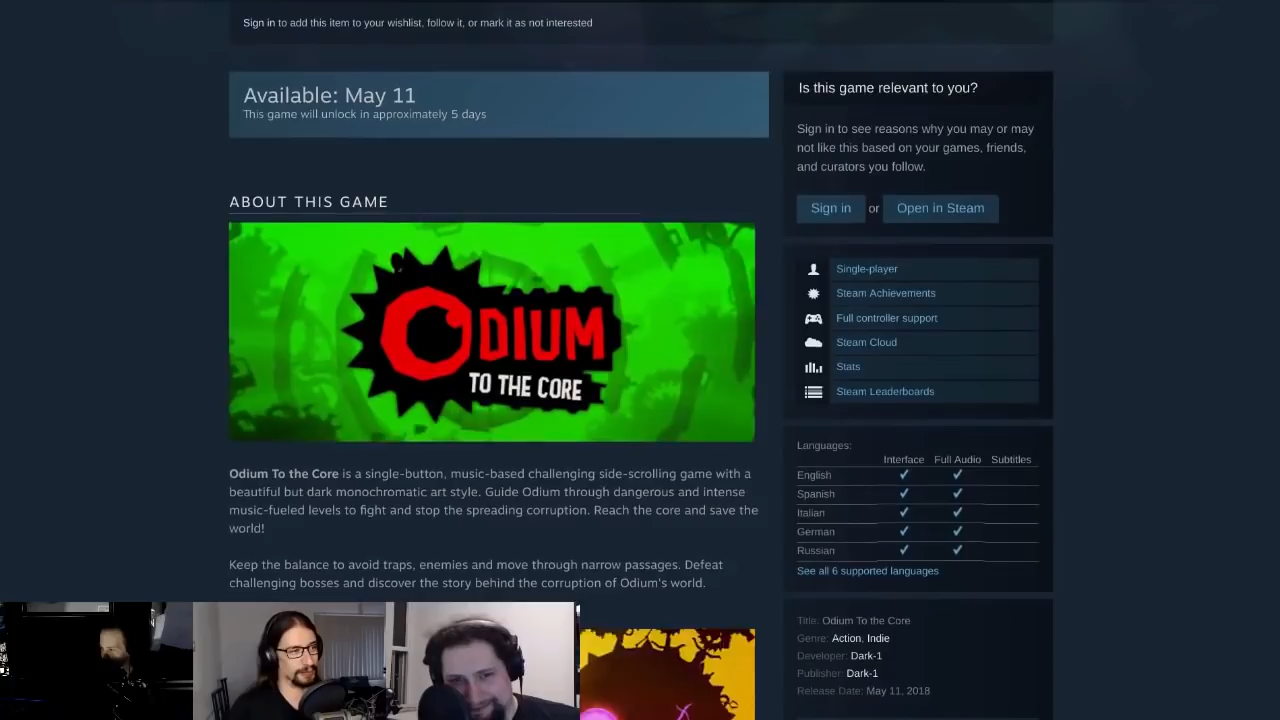 Sign in to add this item to your wishlist, follow it, or mark it as not interested
Available: May 11
This game will unlock in approximately 5 days
ABOUT THIS GAME
ODIUM
TO THE CORE
Odium To the Core is a single-button, music-based challenging side-scrolling game with a
beautiful but dark monochromatic art style. Guide Odium through dangerous and intense
music-fueled levels to fight and stop the spreading corruption. Reach the core and save the
world!
Keep the balance to avoid traps, enemies and move through narrow passages. Defeat
challenging bosses and discover the story behind the corruption of Odium's world.
Is this game relevant to you?
Sign in to see reasons why you may or may
not like this based on your games, friends,
and curators you follow.
Sign in or Open in Steam
Single-player
Steam Achievements
Full controller support
Steam Cloud
Stats
Steam Leaderboards
Languages:
Interface Full Audio Subtitles
English ✔ ✔
Spanish ✔ ✔
Italian ✔ ✔
German ✔ ✔
Russian ✔ ✔
See all 6 supported languages
Title: Odium To the Core
Genre: Action, Indie
Developer: Dark-1
Publisher: Dark-1
Release Date: May 11, 2018